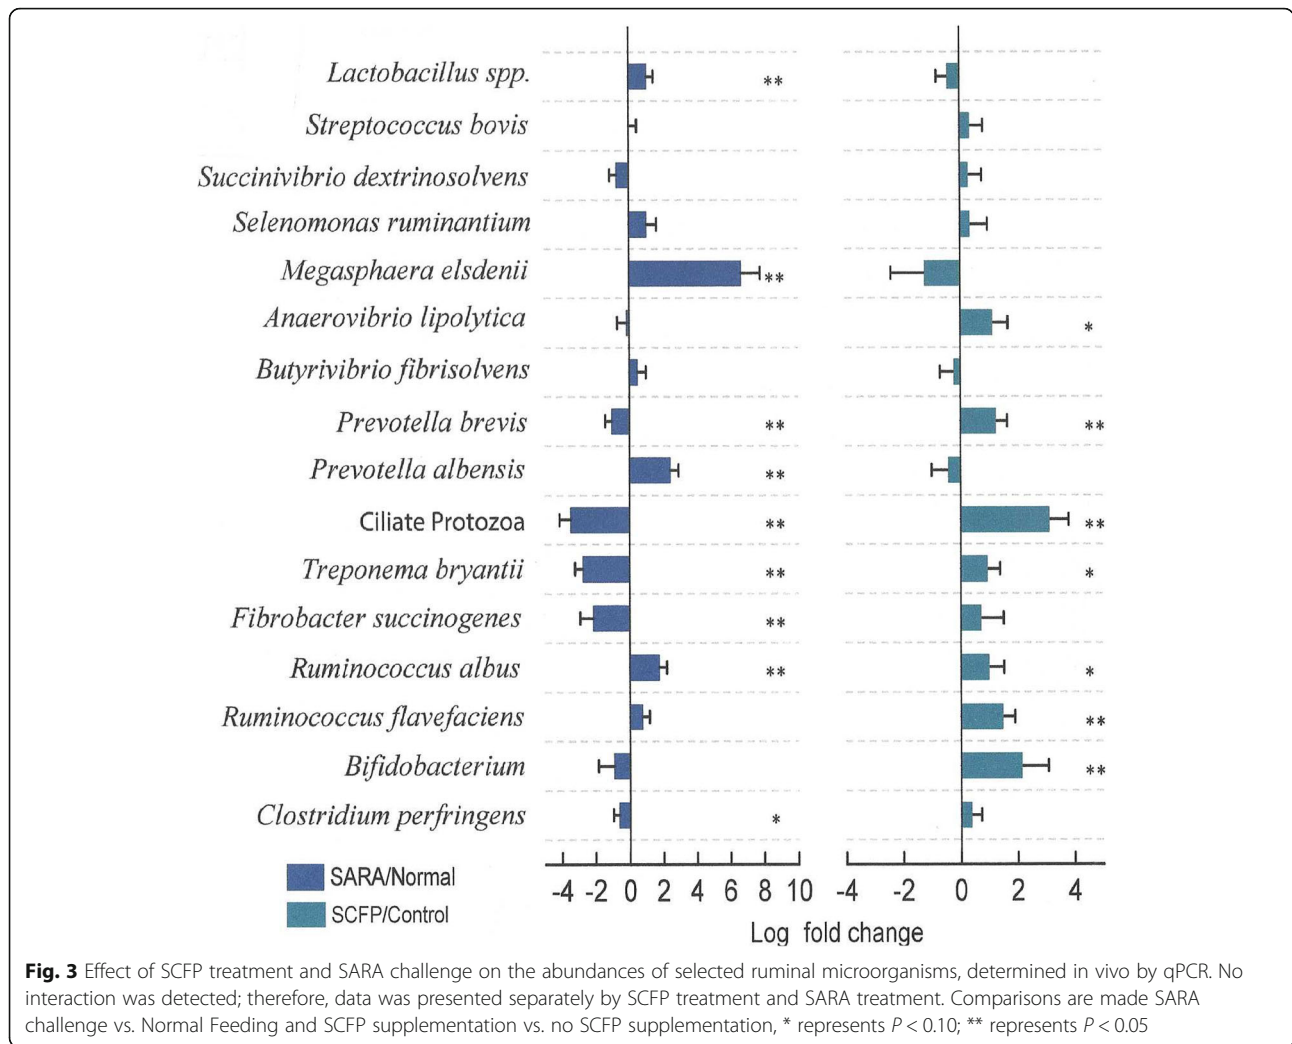 Lactobacillus spp.
**
Streptococcus bovis
Succinivibrio dextrinosolvens
Selenomonas ruminantium
Megasphaera elsdenii
**
Anaerovibrio lipolytica
*
Butyrivibrio fibrisolvens
Prevotella brevis
** **
Prevotella albensis
**
Ciliate Protozoa
** **
Treponema bryantii
** *
Fibrobacter succinogenes
**
Ruminococcus albus
** *
Ruminococcus flavefaciens
**
Bifidobacterium
**
Clostridium perfringens
*
SARA/Normal
SCFP/Control
-4 -2 0 2 4 6 8 10
-4 -2 0 2 4
Log fold change
Fig. 3 Effect of SCFP treatment and SARA challenge on the abundances of selected ruminal microorganisms, determined in vivo by qPCR. No
interaction was detected; therefore, data was presented separately by SCFP treatment and SARA treatment. Comparisons are made SARA
challenge vs. Normal Feeding and SCFP supplementation vs. no SCFP supplementation, * represents P < 0.10; ** represents P < 0.05